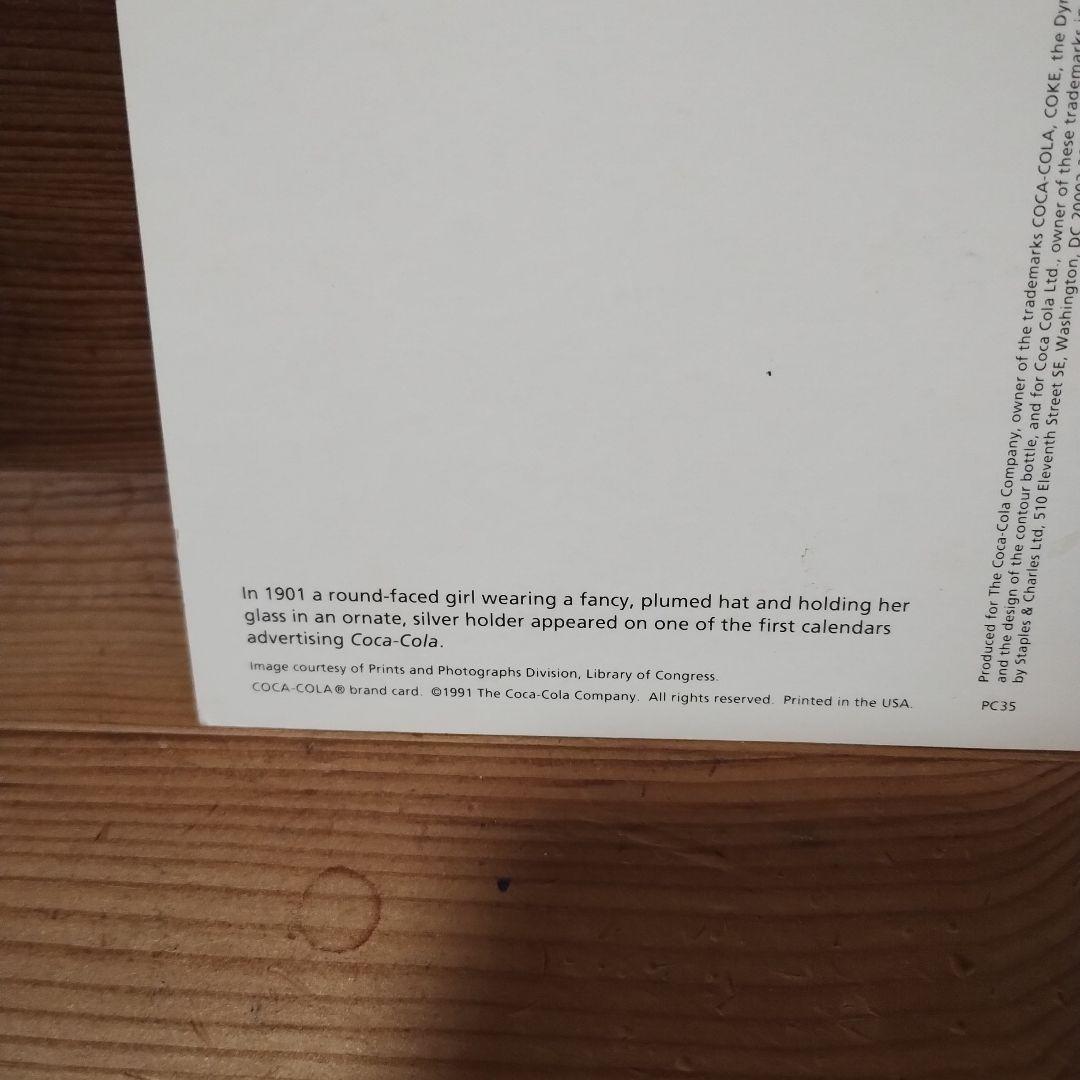 In 1901 a round-faced girl wearing a fancy, plumed hat and holding her
glass in an ornate, silver holder appeared on one of the first calendars
advertising Coca-Cola.
Image courtesy of Prints and Photographs Division, Library of Congress.
COCA-COLA® brand card. ©1991 The Coca-Cola Company. All rights reserved. Printed in the USA.
Produced for The Coca-Cola Company, owner of the trademarks COCA-COLA, COKE, the
and the design of the contour bottle, and for Coca Cola Ltd., owner of these trademarks
by Staples & Charles Ltd, 510 Eleventh Street SE, Washington, DC
PC35